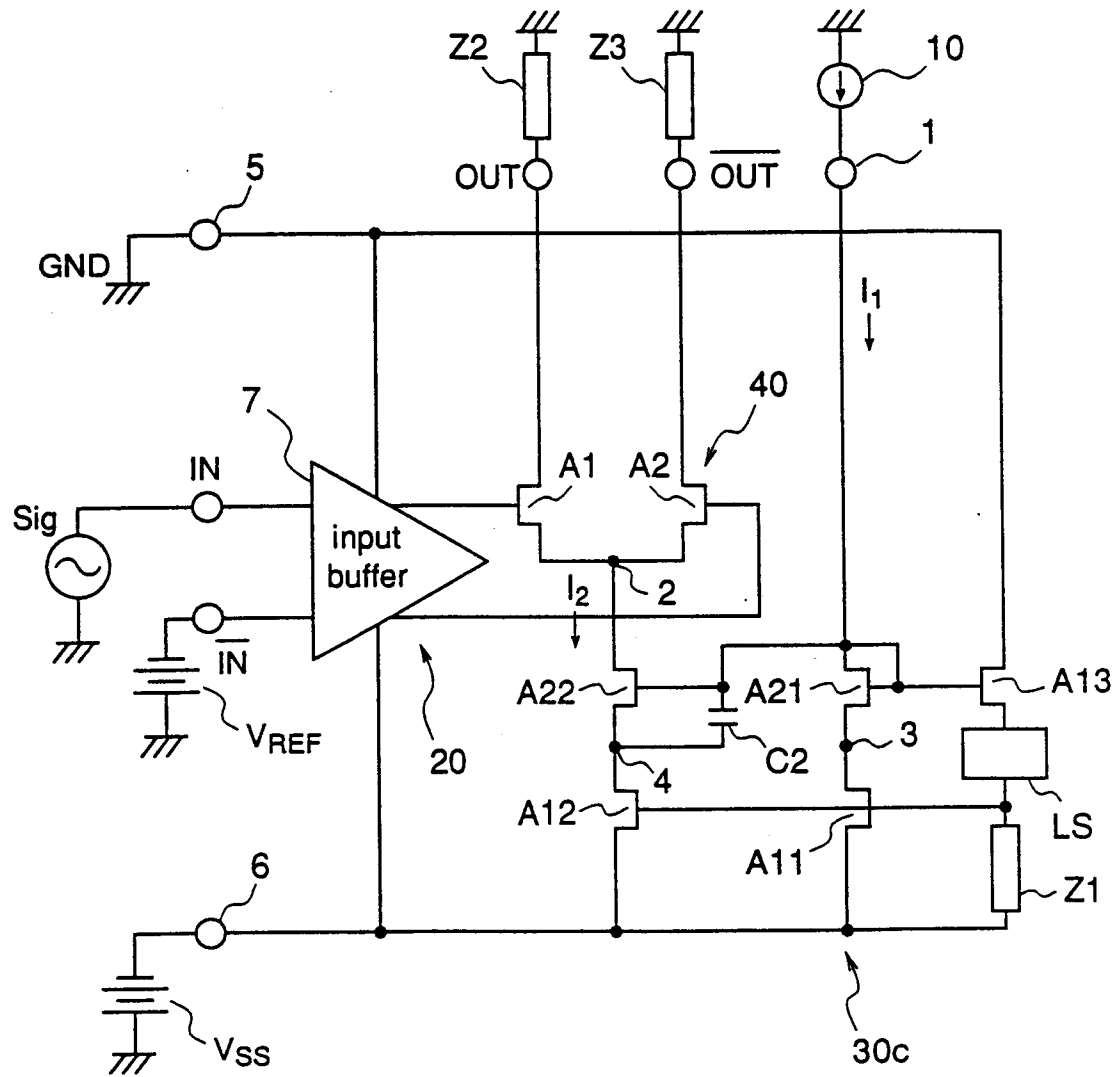 Z2
Z3
10
OUT
OUT
1
5
GND
I1
7
40
IN
A1
A2
Sig
input
buffer
2
I2
IN
A22
A21
A13
VREF
20
4
C2
3
A12
A11
LS
6
Z1
VSS
30c